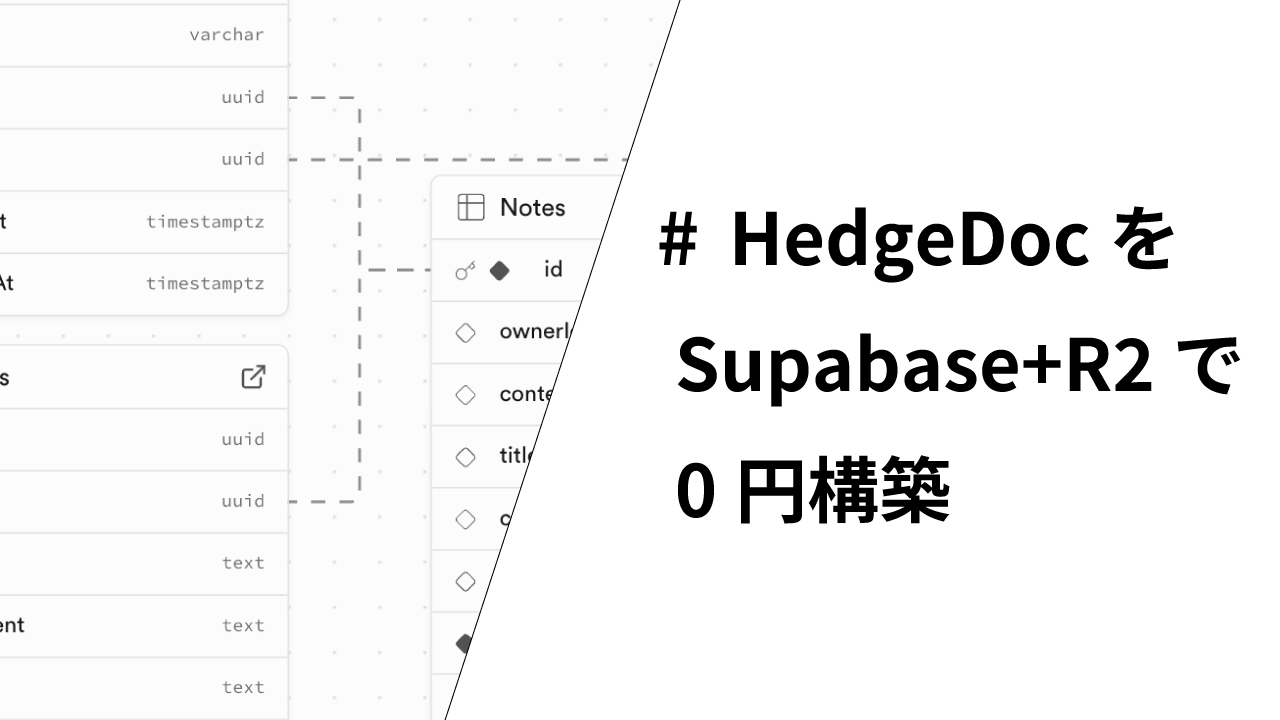 varchar
uuid
uuid
t timestamptz
At timestamptz
s
uuid
uuid
text
ent text
text
Notes
id
ownerI
conte
title
c
# HedgeDoc を
Supabase+R2 で
0 円構築